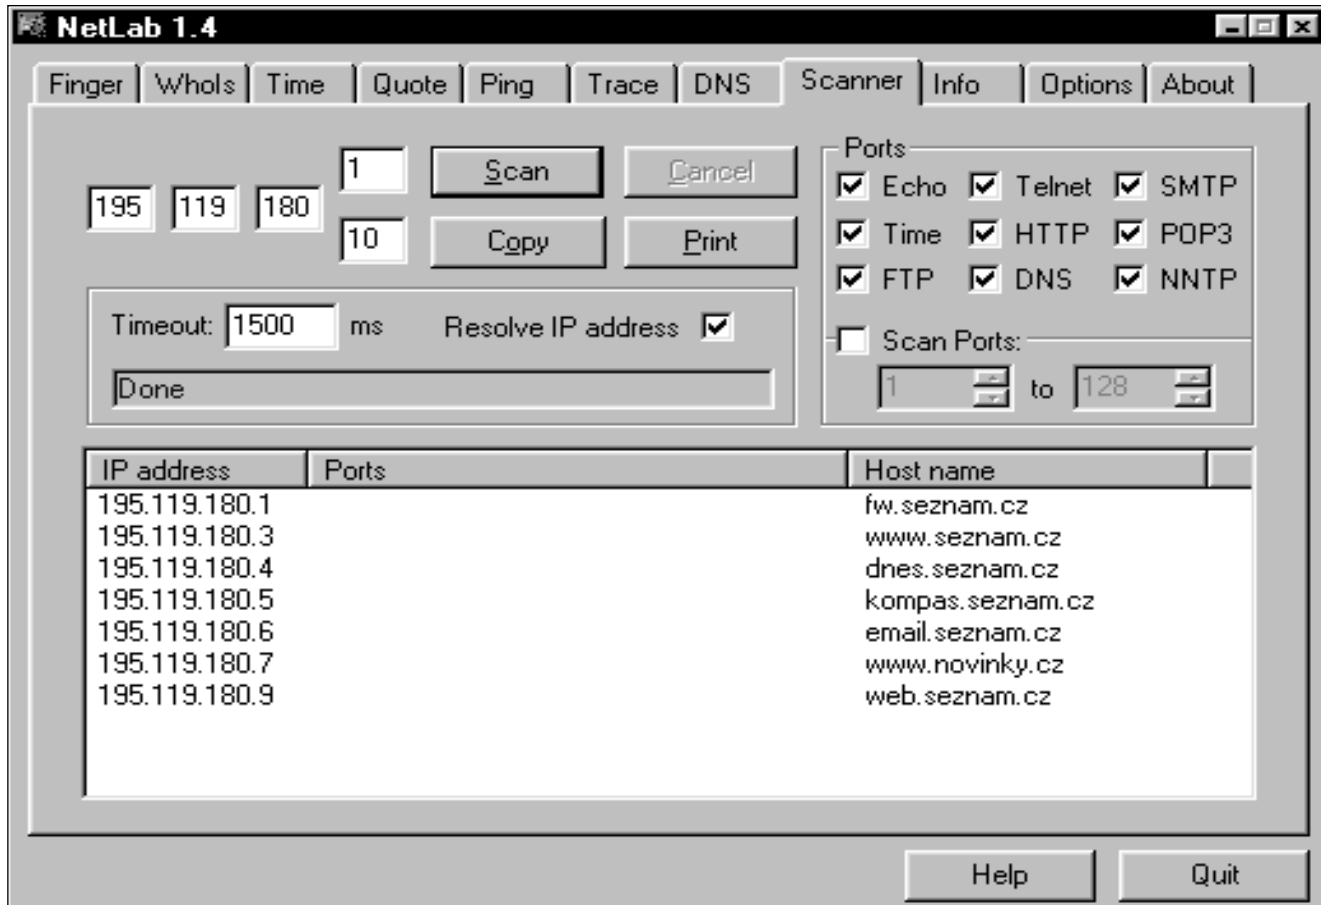 NetLab 1.4
Finger WhoIs Time Quote Ping Trace DNS Scanner Info Options About
195 119 180
1
10
Scan Cancel
Copy Print
Ports
Echo Telnet SMTP
Time HTTP POP3
FTP DNS NNTP
Scan Ports:
1 to 128
Timeout: 1500 ms Resolve IP address
Done
IP address Ports Host name
195.119.180.1 fw.seznam.cz
195.119.180.3 www.seznam.cz
195.119.180.4 dnes.seznam.cz
195.119.180.5 kompas.seznam.cz
195.119.180.6 email.seznam.cz
195.119.180.7 www.novinky.cz
195.119.180.9 web.seznam.cz
Help Quit